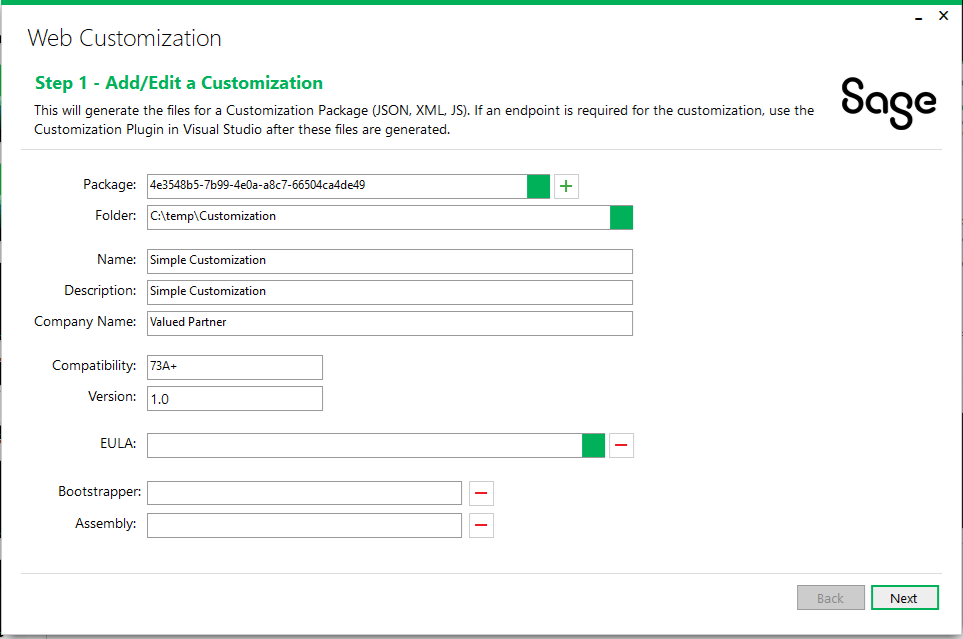 Web Customization
Step 1 - Add/Edit a Customization
This will generate the files for a Customization Package (JSON, XML, JS). If an endpoint is required for the customization, use the
Customization Plugin in Visual Studio after these files are generated.
Sage
Package: 4e3548b5-7b99-4e0a-a8c7-66504ca4de49
Folder: C:\temp\Customization
Name: Simple Customization
Description: Simple Customization
Company Name: Valued Partner
Compatibility: 73A+
Version: 1.0
EULA:
Bootstrapper:
Assembly:
Back Next